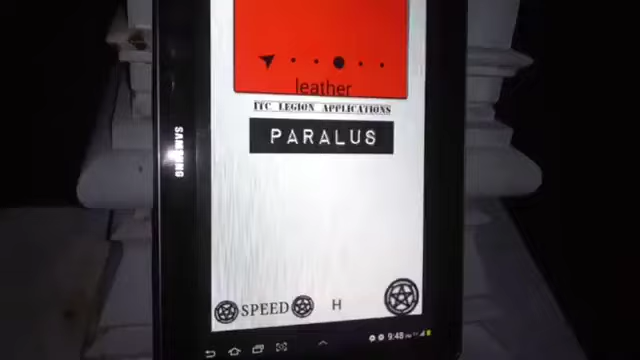 leather
ITC LEGION APPLICATIONS
PARALUS
SAMSUNG
SPEED H
9:48